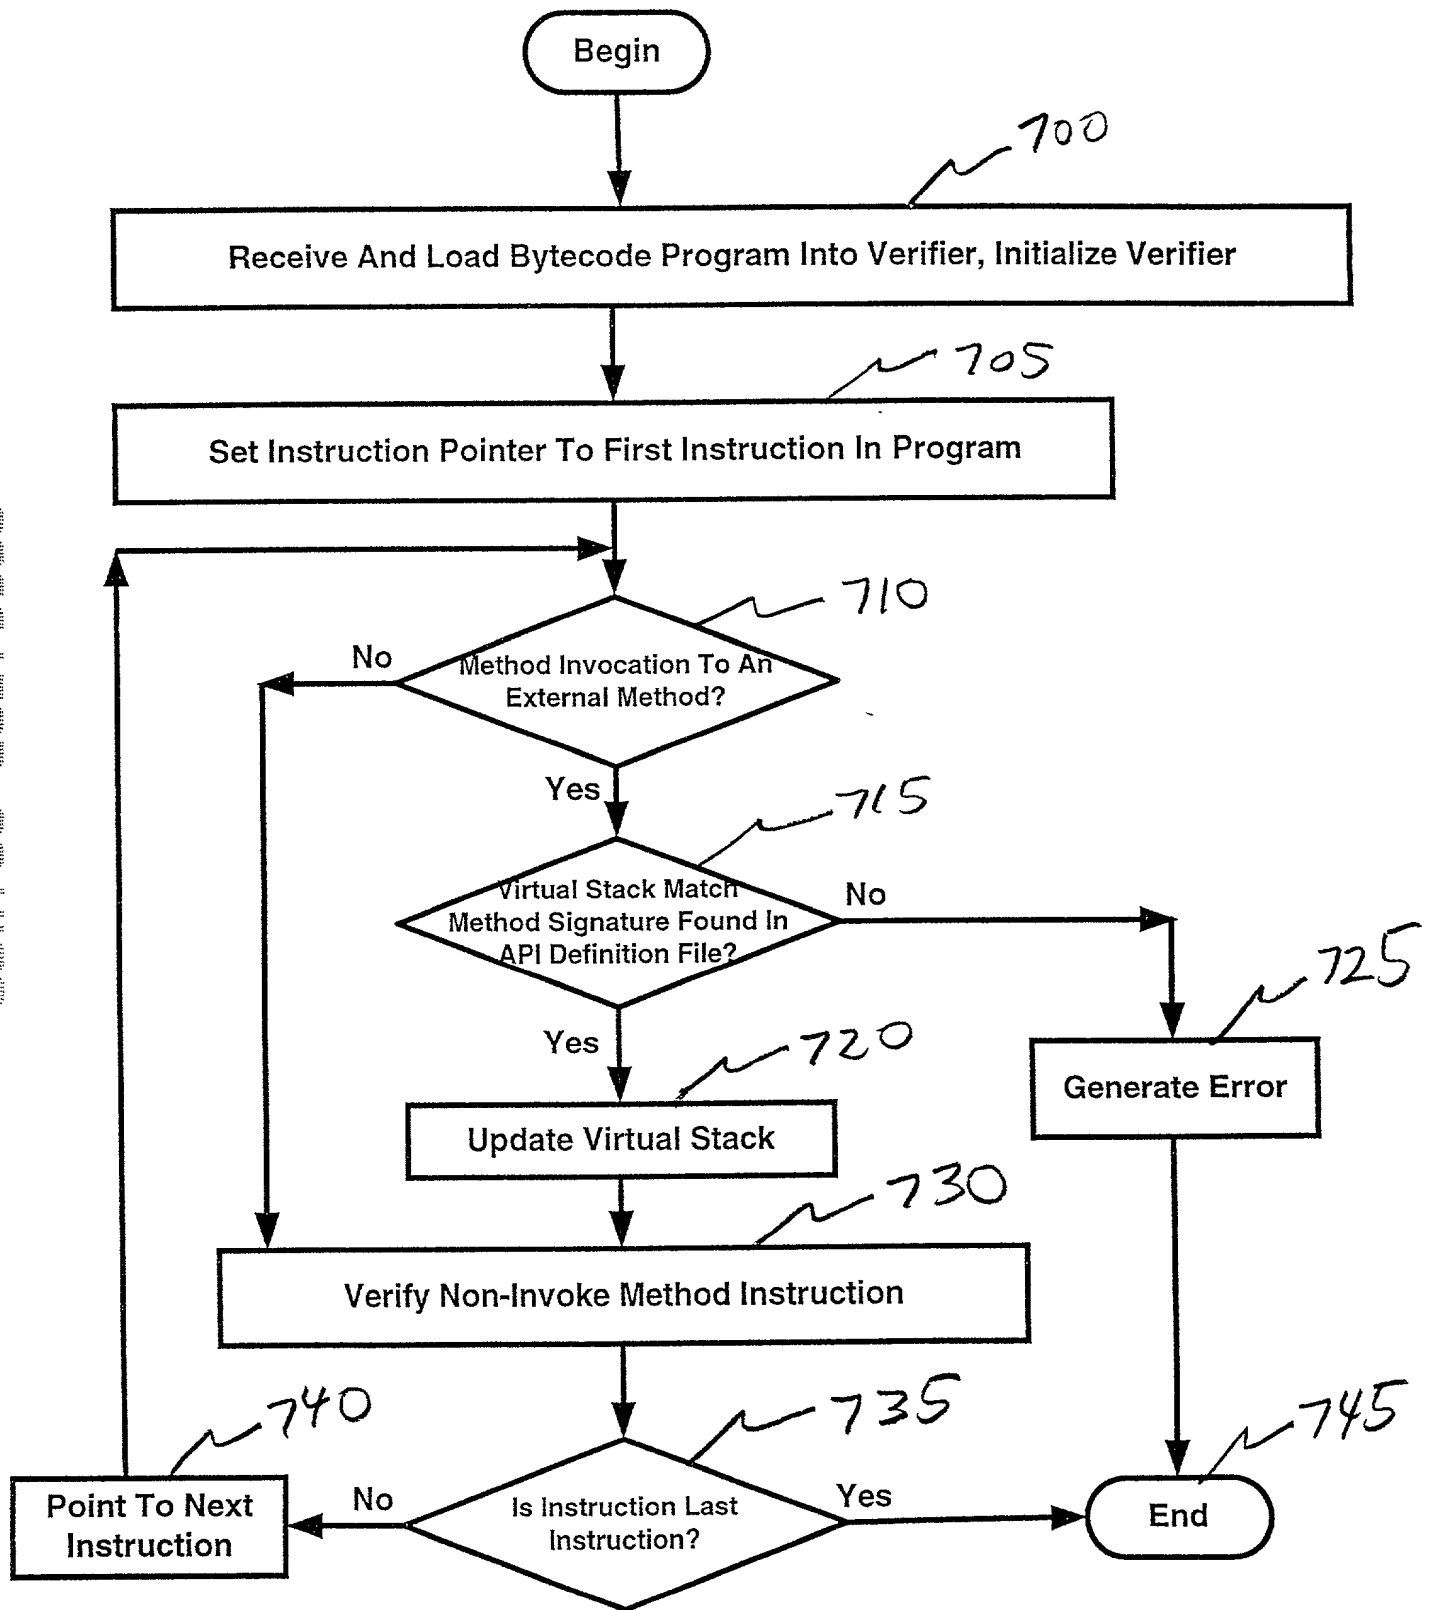 Begin
700
Receive And Load Bytecode Program Into Verifier, Initialize Verifier
705
Set Instruction Pointer To First Instruction In Program
710
No
Method Invocation To An
External Method?
Yes
715
Virtual Stack Match
Method Signature Found In
API Definition File?
No
725
Yes
720
Generate Error
Update Virtual Stack
730
Verify Non-Invoke Method Instruction
740
735
745
Point To Next
Instruction
No
Is Instruction Last
Instruction?
Yes
End